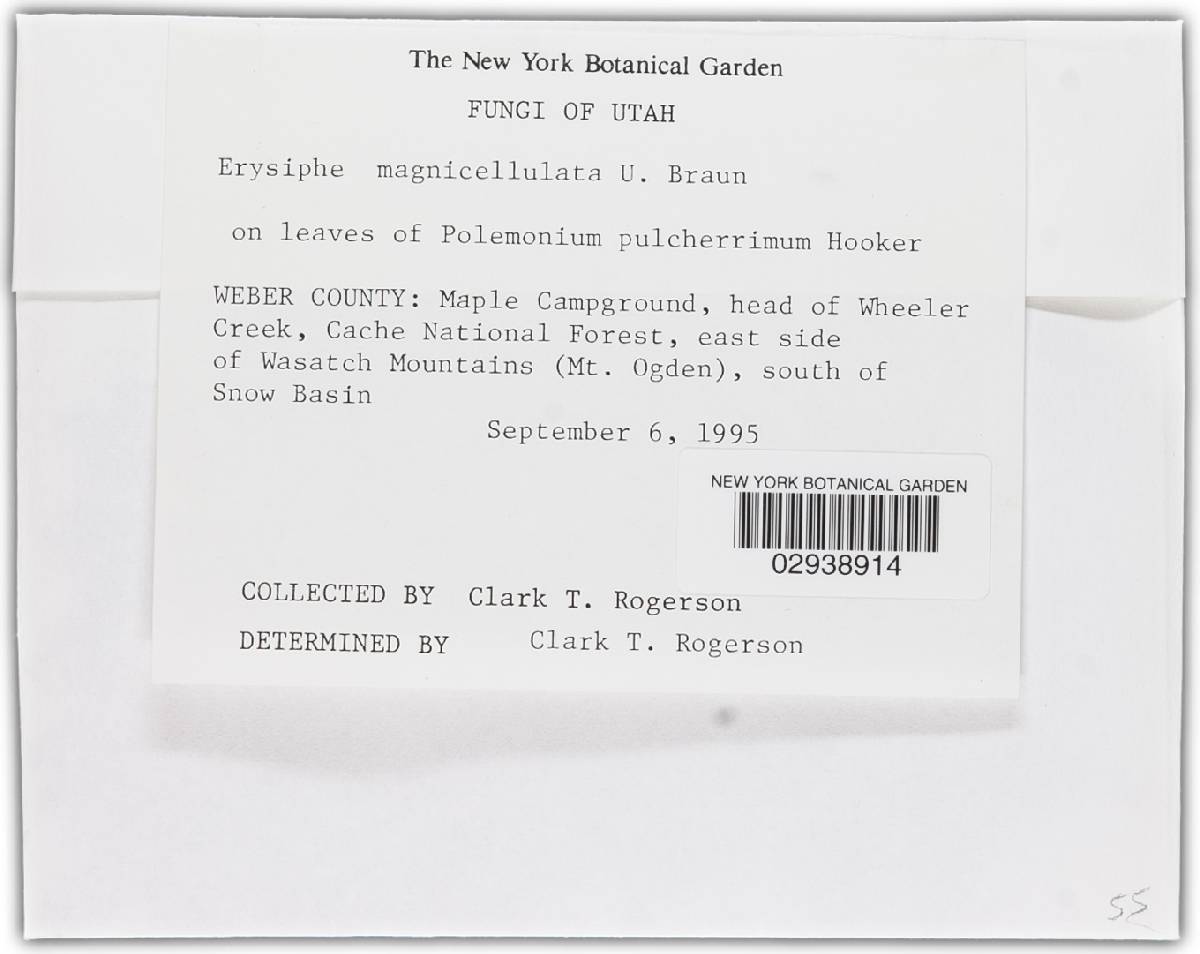 The New York Botanical Garden
FUNGI OF UTAH
Erysiphe magnicellulata U. Braun
on leaves of Polemonium pulcherrimum Hooker
WEBER COUNTY: Maple Campground, head of Wheeler
Creek, Cache National Forest, east side
of Wasatch Mountains (Mt. Ogden), south of
Snow Basin
September 6, 1995
NEW YORK BOTANICAL GARDEN
02938914
COLLECTED BY Clark T. Rogerson
DETERMINED BY Clark T. Rogerson
55